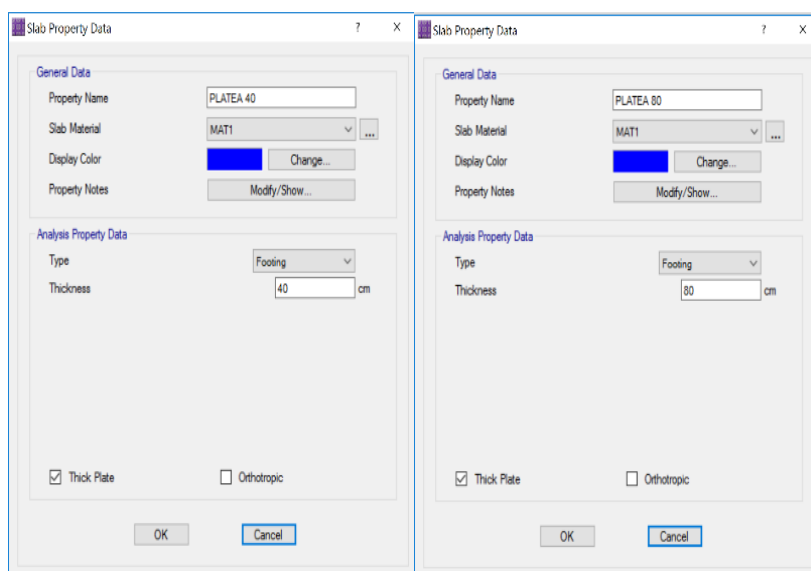 Slab Property Data ? X
General Data
Property Name PLATEA 40
Slab Material MAT1 ...
Display Color Change...
Property Notes Modify/Show...
Analysis Property Data
Type Footing
Thickness 40 cm
Thick Plate Orthotropic
OK Cancel
Slab Property Data ? X
General Data
Property Name PLATEA 80
Slab Material MAT1 ...
Display Color Change...
Property Notes Modify/Show...
Analysis Property Data
Type Footing
Thickness 80 cm
Thick Plate Orthotropic
OK Cancel